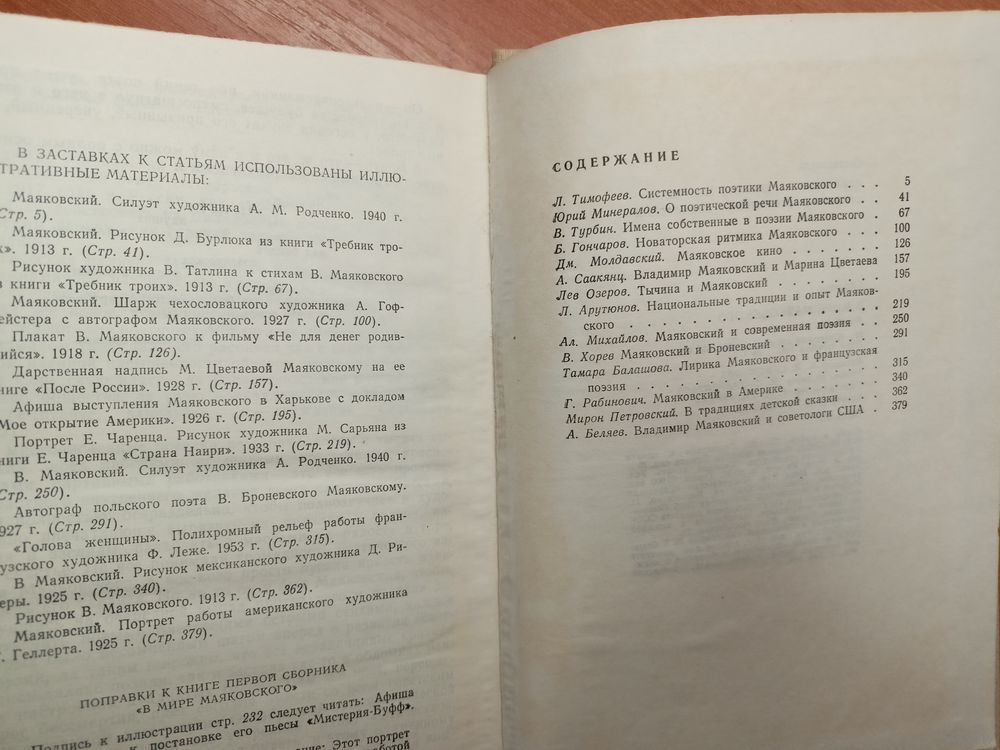 В ЗАСТАВКАХ К СТАТЬЯМ ИСПОЛЬЗОВАНЫ ИЛЛЮ-
ТРАТИВНЫЕ МАТЕРИАЛЫ:
Маяковский. Силуэт художника А. М. Родченко. 1940 г.
Стр. 5).
Маяковский. Рисунок Д. Бурлюка из книги «Требник тро-
х». 1913 г. (Стр. 41).
Рисунок художника В. Татлина к стихам В. Маяковского
з книги «Требник троих». 1913 г. (Стр. 67).
Маяковский. Шарж чехословацкого художника А. Гоф-
ейстера с автографом Маяковского. 1927 г. (Стр. 100).
Плакат В. Маяковского к фильму «Не для денег родив-
шийся». 1918 г. (Стр. 126).
Дарственная надпись М. Цветаевой Маяковскому на ее
ниге «После России». 1928 г. (Стр. 157).
Афиша выступления Маяковского в Харькове с докладом
Мое открытие Америки». 1926 г. (Стр. 195).
Портрет Е. Чаренца. Рисунок художника М. Сарьяна из
ниги Е. Чаренца «Страна Наири». 1933 г. (Стр. 219).
В. Маяковский. Силуэт художника А. Родченко. 1940 г.
Стр. 250).
Автограф польского поэта В. Броневского Маяковскому.
927 г. (Стр. 291).
«Голова женщины». Полихромный рельеф работы фран-
узского художника Ф. Леже. 1953 г. (Стр. 315).
В Маяковский. Рисунок мексиканского художника Д. Ри-
еры. 1925 г. (Стр. 340).
Рисунок В. Маяковского. 1913 г. (Стр. 362).
Маяковский. Портрет работы американского художника
. Геллерта. 1925 г. (Стр. 379).
ПОПРАВКИ К КНИГЕ ПЕРВОЙ СБОРНИКА
«В МИРЕ МАЯКОВСКОГО»
Подпись к иллюстрации стр. 232 следует читать: Афиша
к постановке его пьесы «Мистерия-Буфф».
Этот портрет
СОДЕРЖАНИЕ
Л. Тимофеев. Системность поэтики Маяковского . . . 5
Юрий Минералов. О поэтической речи Маяковского . . . 41
В. Турбин. Имена собственные в поэзии Маяковского . . 67
Б. Гончаров. Новаторская ритмика Маяковского . . . 100
Дм. Молдавский. Маяковское кино . . . . . . 126
А. Саакянц. Владимир Маяковский и Марина Цветаева 157
Лев Озеров. Тычина и Маяковский . . . . . . 195
Л. Арутюнов. Национальные традиции и опыт Маяков-
ского . . . . . . . . . . . . . 219
Ал. Михайлов. Маяковский и современная поэзия . . . 250
В. Хорев Маяковский и Броневский . . . . . . 291
Тамара Балашова. Лирика Маяковского и французская
поэзия . . . . . . . . . . . . . 315
Г. Рабинович. Маяковский в Америке . . . . . . 340
Мирон Петровский. В традициях детской сказки . . . 362
А. Беляев. Владимир Маяковский и советологи США . 379